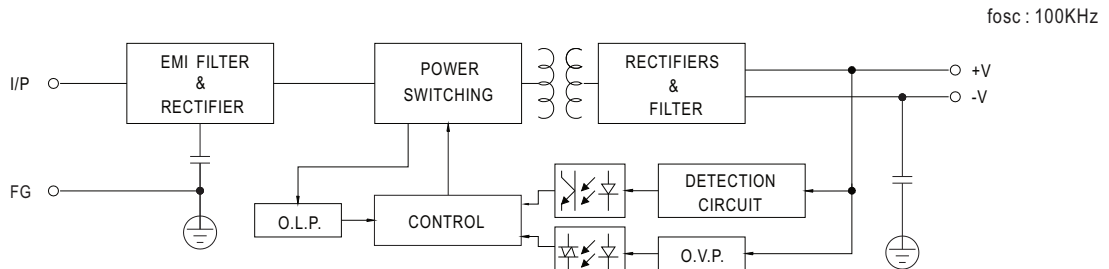 fosc : 100KHz
I/P
EMI FILTER
&
RECTIFIER
POWER
SWITCHING
RECTIFIERS
&
FILTER
+V
-V
FG
O.L.P.
CONTROL
DETECTION
CIRCUIT
O.V.P.